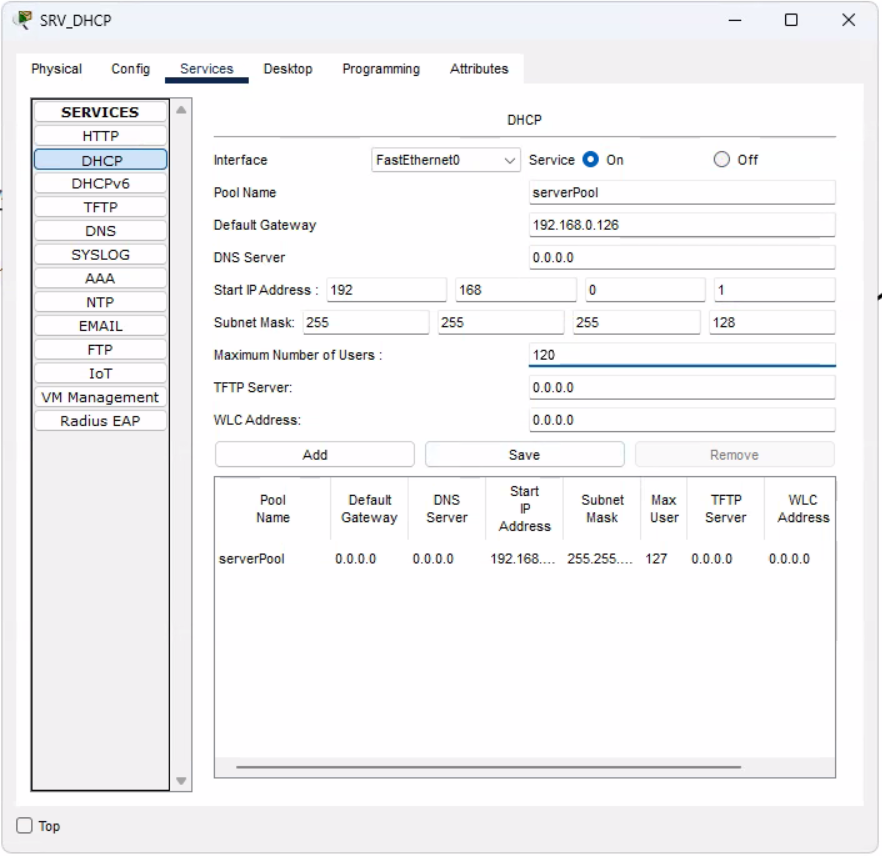 SRV_DHCP
Physical Config Services Desktop Programming Attributes
SERVICES
HTTP
DHCP
DHCPv6
TFTP
DNS
SYSLOG
AAA
NTP
EMAIL
FTP
IoT
VM Management
Radius EAP
DHCP
Interface FastEthernet0 Service On Off
Pool Name serverPool
Default Gateway 192.168.0.126
DNS Server 0.0.0.0
Start IP Address : 192 168 0 1
Subnet Mask: 255 255 255 128
Maximum Number of Users : 120
TFTP Server: 0.0.0.0
WLC Address: 0.0.0.0
Add Save Remove
Pool Name Default Gateway DNS Server Start IP Address Subnet Mask Max User TFTP Server WLC Address
serverPool 0.0.0.0 0.0.0.0 192.168.... 255.255.... 127 0.0.0.0 0.0.0.0
Top